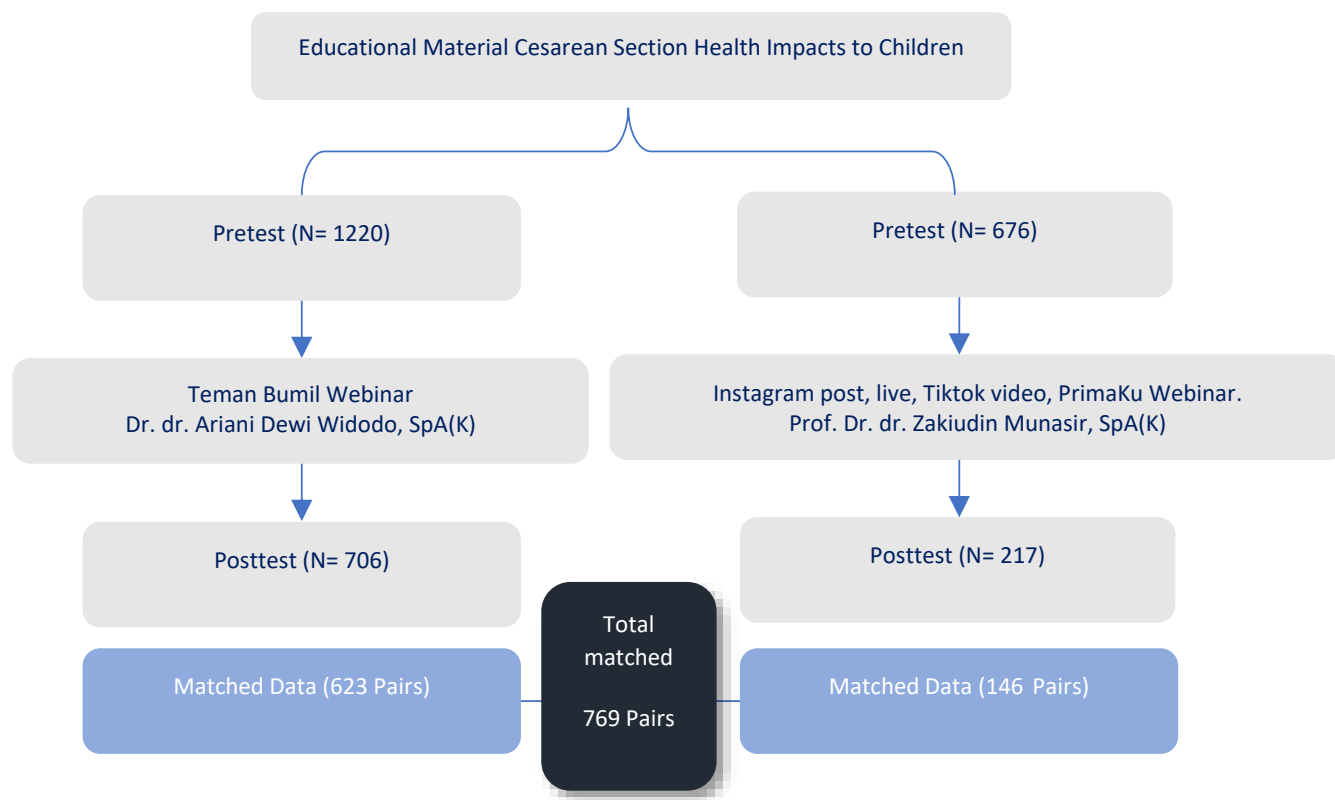 Educational Material Cesarean Section Health Impacts to Children
Pretest (N= 1220)
Pretest (N= 676)
Teman Bumil Webinar
Dr. dr. Ariani Dewi Widodo, SpA(K)
Instagram post, live, Tiktok video, PrimaKu Webinar.
Prof. Dr. dr. Zakiudin Munasir, SpA(K)
Posttest (N= 706)
Posttest (N= 217)
Total
matched
769 Pairs
Matched Data (623 Pairs)
Matched Data (146 Pairs)